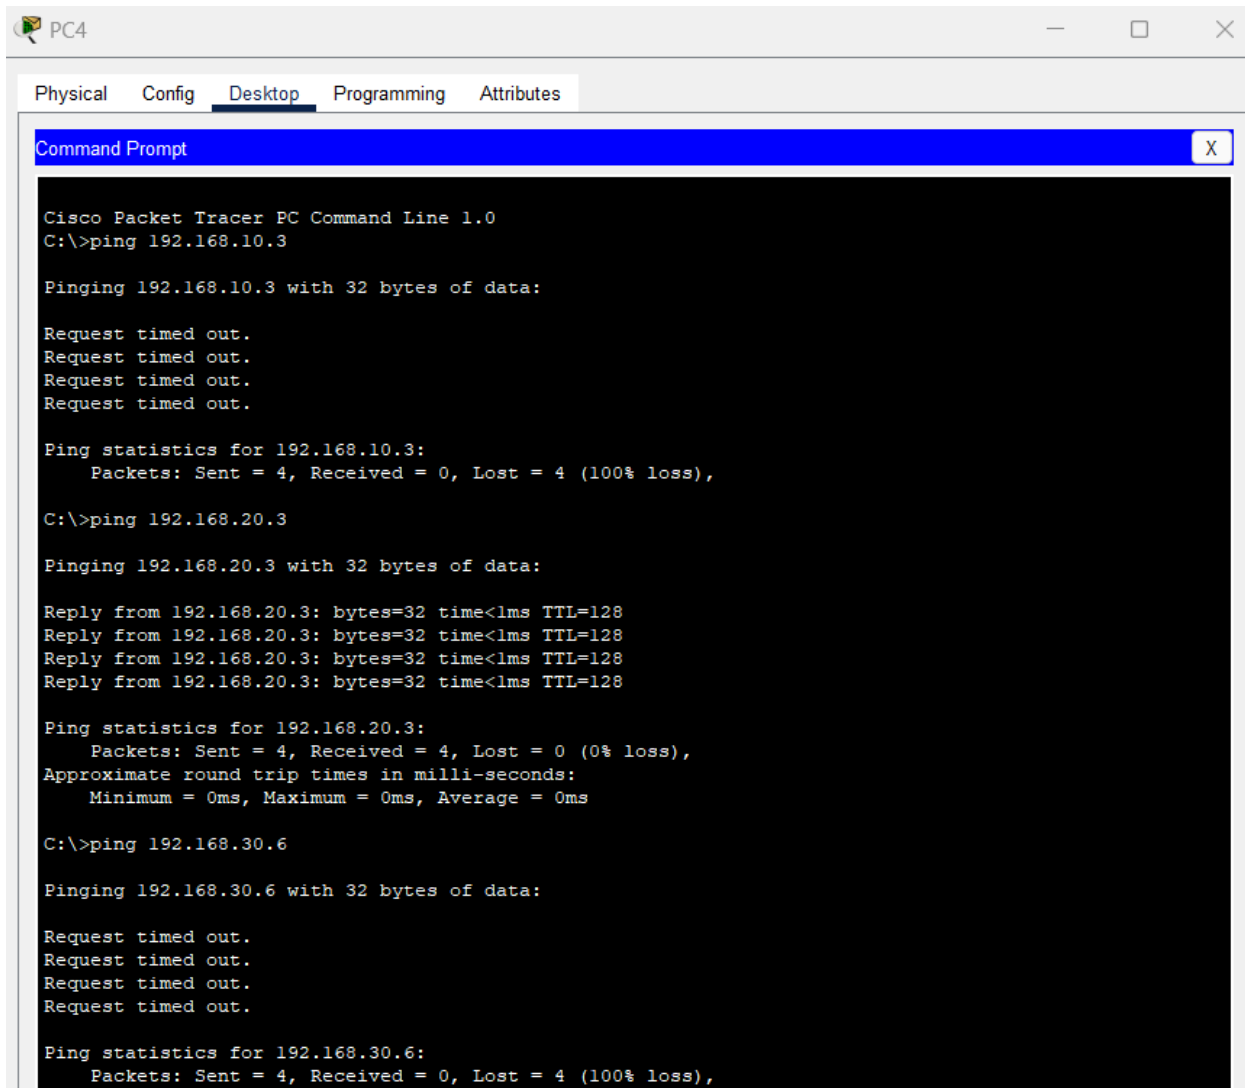 PC4
Physical Config Desktop Programming Attributes
Command Prompt X
Cisco Packet Tracer PC Command Line 1.0
C:\>ping 192.168.10.3
Pinging 192.168.10.3 with 32 bytes of data:
Request timed out.
Request timed out.
Request timed out.
Request timed out.
Ping statistics for 192.168.10.3:
Packets: Sent = 4, Received = 0, Lost = 4 (100% loss),
C:\>ping 192.168.20.3
Pinging 192.168.20.3 with 32 bytes of data:
Reply from 192.168.20.3: bytes=32 time<1ms TTL=128
Reply from 192.168.20.3: bytes=32 time<1ms TTL=128
Reply from 192.168.20.3: bytes=32 time<1ms TTL=128
Reply from 192.168.20.3: bytes=32 time<1ms TTL=128
Ping statistics for 192.168.20.3:
Packets: Sent = 4, Received = 4, Lost = 0 (0% loss),
Approximate round trip times in milli-seconds:
Minimum = 0ms, Maximum = 0ms, Average = 0ms
C:\>ping 192.168.30.6
Pinging 192.168.30.6 with 32 bytes of data:
Request timed out.
Request timed out.
Request timed out.
Request timed out.
Ping statistics for 192.168.30.6:
Packets: Sent = 4, Received = 0, Lost = 4 (100% loss),